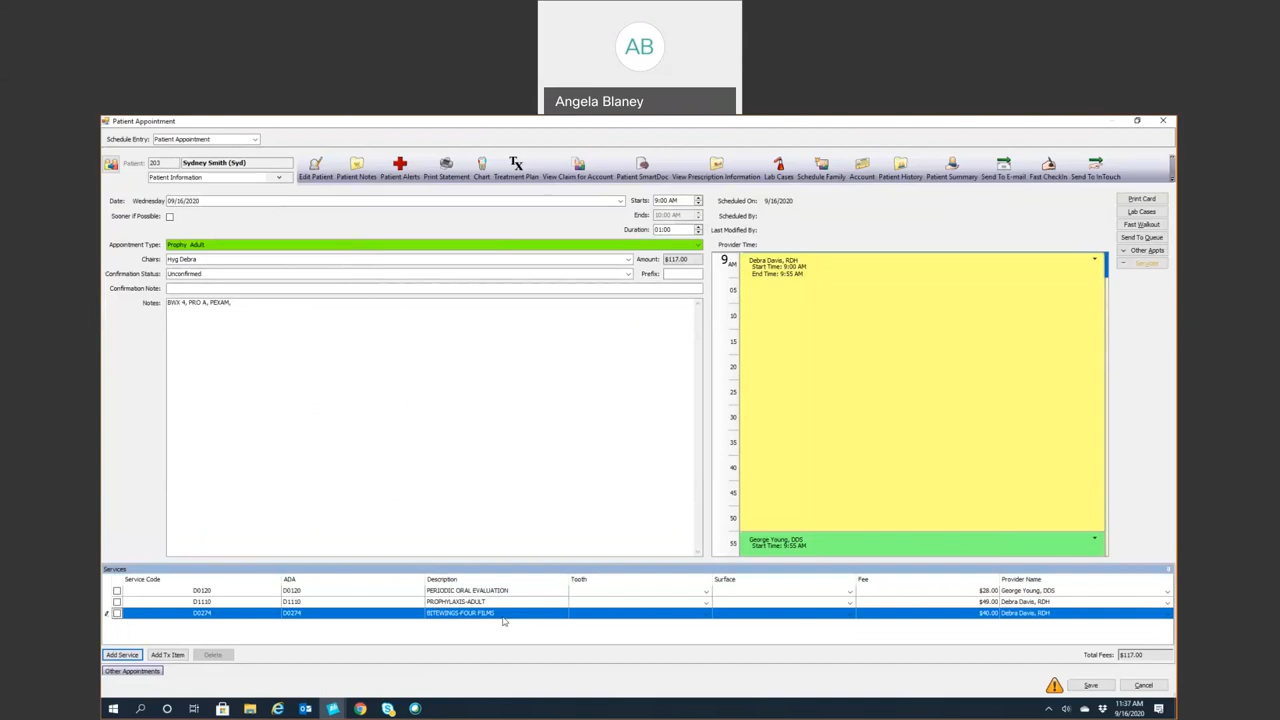 AB
Angela Blaney
Patient Appointment
Schedule Entry: Patient Appointment
Patient: 203 Sydney Smith (Syd)
Patient Information
Edit Patient Patient Notes Patient Alerts Print Statement Chart Treatment Plan View Claim for Account Patient SmartDoc View Prescription Information Lab Cases Schedule Family Account Patient History Patient Summary Send To E-mail Fast CheckIn Send To InTouch
Date: Wednesday 09/16/2020 Starts: 9:00 AM Scheduled On: 9/16/2020 Print Card
Sooner if Possible: Ends: 10:00 AM Scheduled By: Lab Cases
Duration: 01:00 Last Modified By: Fast Walkout
Appointment Type: Prophy Adult Provider Time: Send To Queue
Other Appts
Chairs: Hyg Debra Amount: $117.00 Services
Confirmation Status: Unconfirmed Prefix:
Confirmation Note:
Notes: BWX 4, PRO A, PEXAM,
9 AM
Debra Davis, RDH
Start Time: 9:00 AM
End Time: 9:55 AM
05
10
15
20
25
30
35
40
45
50
55
George Young, DDS
Start Time: 9:55 AM
Services
Service Code ADA Description Tooth Surface Fee Provider Name
D0120 D0120 PERIODIC ORAL EVALUATION $28.00 George Young, DDS
D1110 D1110 PROPHYLAXIS-ADULT $49.00 Debra Davis, RDH
D0274 D0274 BITEWINGS-FOUR FILMS $40.00 Debra Davis, RDH
Add Service Add Tx Item Delete Total Fees: $117.00
Other Appointments
Save Cancel
11:37 AM
9/16/2020